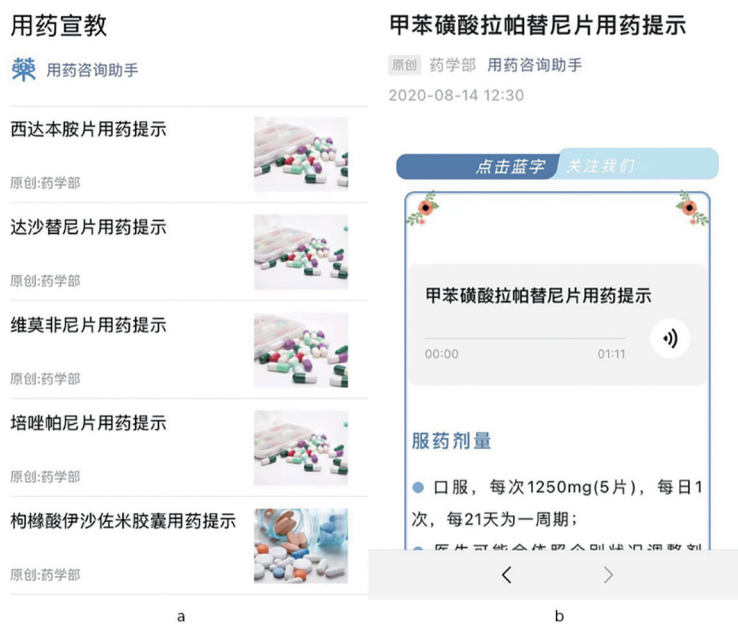 用药宣教
藥 用药咨询助手
西达本胺片用药提示
原创:药学部
达沙替尼片用药提示
原创:药学部
维莫非尼片用药提示
原创:药学部
培唑帕尼片用药提示
原创:药学部
枸橼酸伊沙佐米胶囊用药提示
原创:药学部
a
甲苯磺酸拉帕替尼片用药提示
原创 药学部 用药咨询助手
2020-08-14 12:30
点击蓝字 关注我们
甲苯磺酸拉帕替尼片用药提示
00:00 01:11
服药剂量
口服，每次1250mg(5片)，每日1
次，每21天为一周期；
b